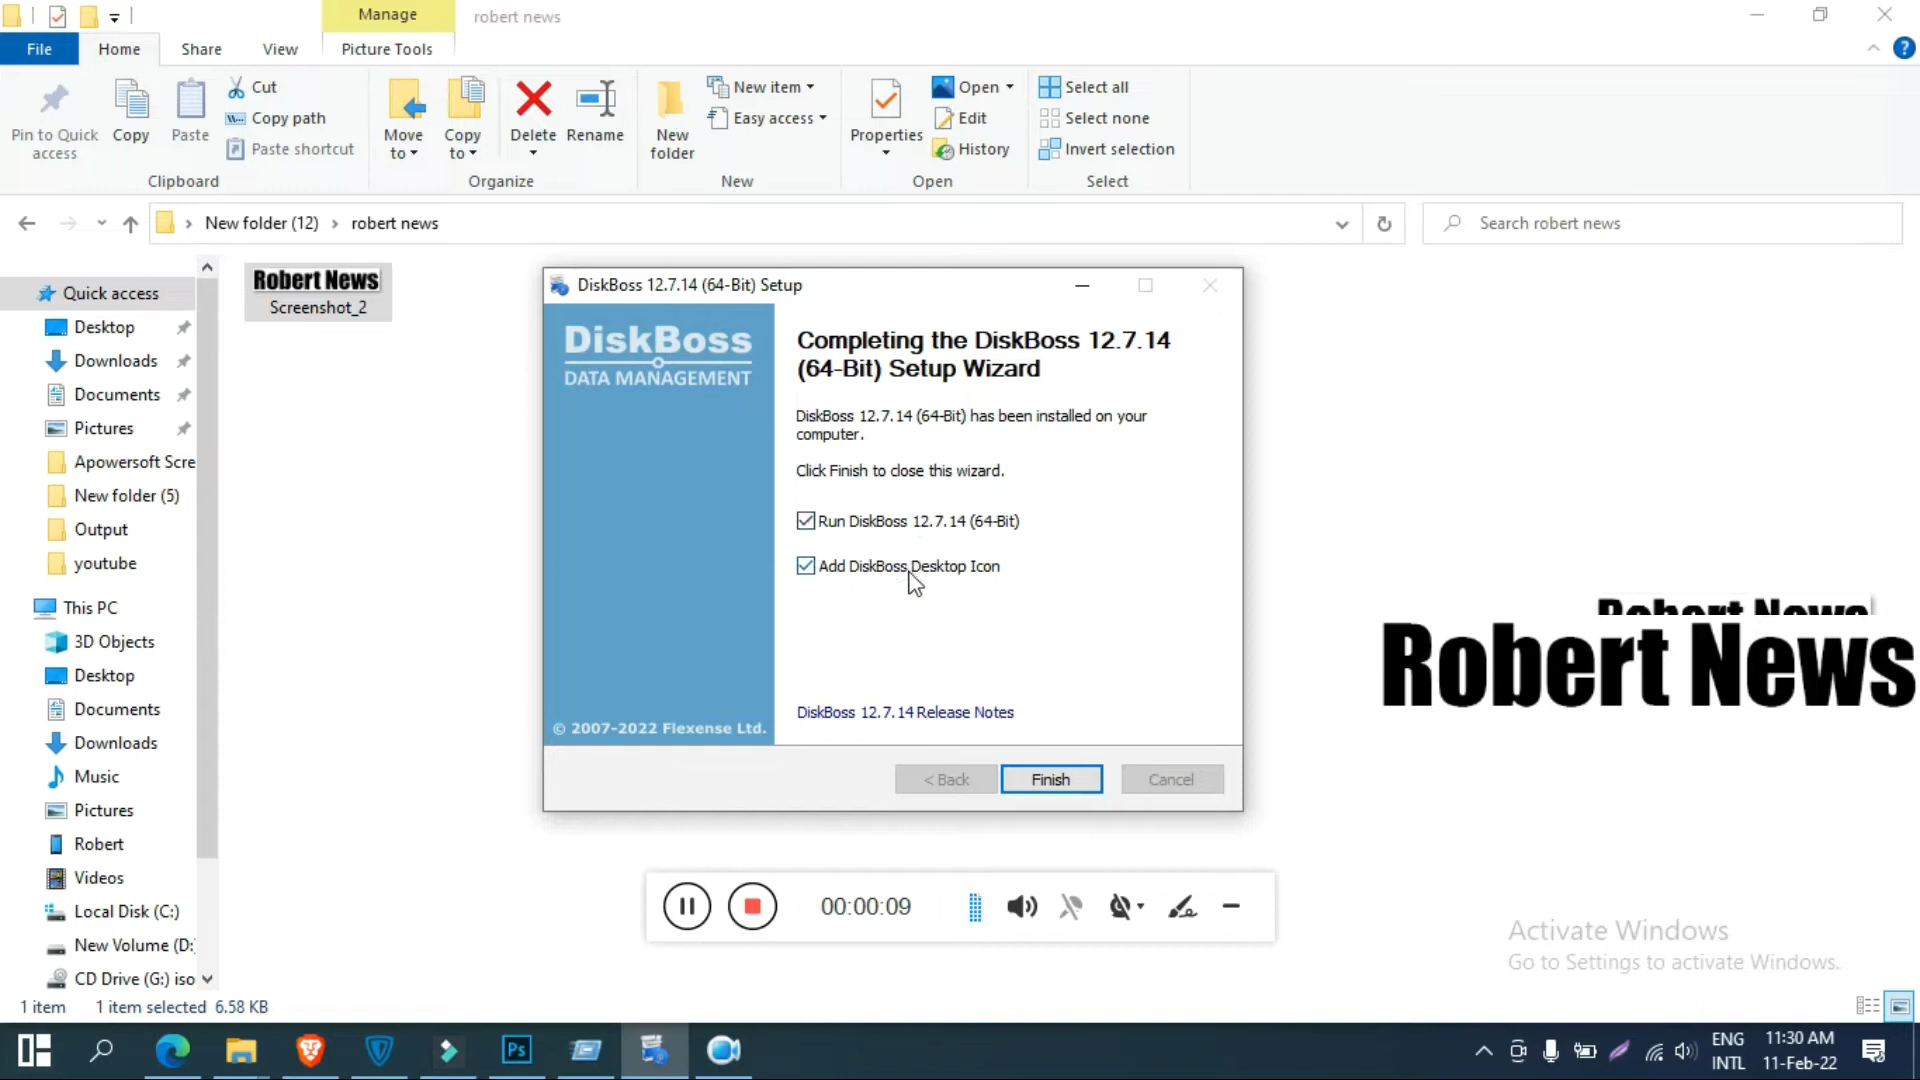 Manage
robert news
File
Home
Share
View
Picture Tools
Pin to Quick access
Copy
Paste
Cut
Copy path
Paste shortcut
Clipboard
Move to
Copy to
Delete
Rename
Organize
New folder
New item
Easy access
New
Properties
Open
Edit
History
Open
Select all
Select none
Invert selection
Select
New folder (12)
robert news
Search robert news
Quick access
Desktop
Downloads
Documents
Pictures
Apowersoft Scre
New folder (5)
Output
youtube
This PC
3D Objects
Desktop
Documents
Downloads
Music
Pictures
Robert
Videos
Local Disk (C:)
New Volume (D:)
CD Drive (G:) iso
Robert News
Screenshot_2
DiskBoss 12.7.14 (64-Bit) Setup
DiskBoss
DATA MANAGEMENT
© 2007-2022 Flexense Ltd.
Completing the DiskBoss 12.7.14
(64-Bit) Setup Wizard
DiskBoss 12.7.14 (64-Bit) has been installed on your
computer.
Click Finish to close this wizard.
Run DiskBoss 12.7.14 (64-Bit)
Add DiskBoss Desktop Icon
DiskBoss 12.7.14 Release Notes
< Back
Finish
Cancel
Robert News
Robert News
00:00:09
Activate Windows
Go to Settings to activate Windows.
1 item
1 item selected 6.58 KB
Ps
ENG
INTL
11:30 AM
11-Feb-22